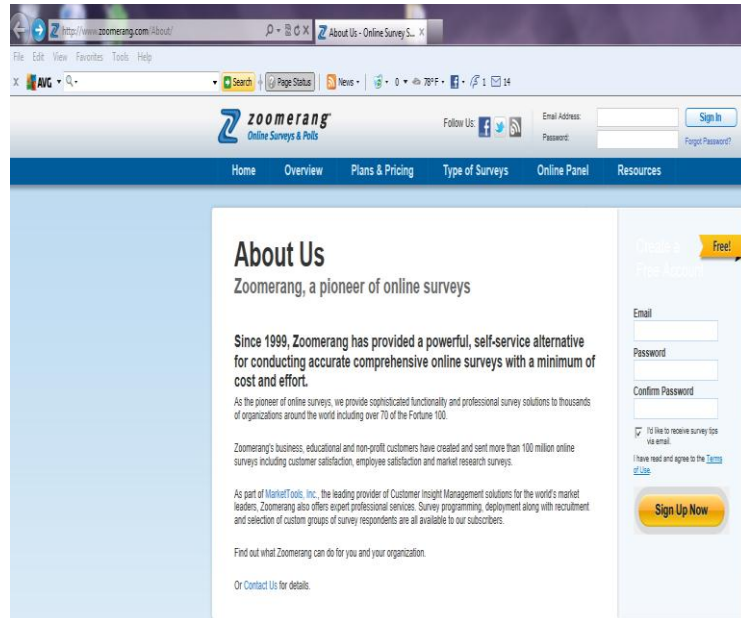 http://www.zoomerang.com/About/
About Us - Online Survey S... X
File Edit View Favorites Tools Help
X AVG Search Page Status News 0 78°F 1 14
zoomerang
Online Surveys & Polls
Follow Us:
Email Address:
Password:
Sign In
Forgot Password?
Home Overview Plans & Pricing Type of Surveys Online Panel Resources
About Us
Zoomerang, a pioneer of online surveys
Since 1999, Zoomerang has provided a powerful, self-service alternative
for conducting accurate comprehensive online surveys with a minimum of
cost and effort.
As the pioneer of online surveys, we provide sophisticated functionality and professional survey solutions to thousands
of organizations around the world including over 70 of the Fortune 100.
Zoomerang's business, educational and non-profit customers have created and sent more than 100 million online
surveys including customer satisfaction, employee satisfaction and market research surveys.
As part of MarketTools, Inc., the leading provider of Customer Insight Management solutions for the world's market
leaders, Zoomerang also offers expert professional services. Survey programming, deployment along with recruitment
and selection of custom groups of survey respondents are all available to our subscribers.
Find out what Zoomerang can do for you and your organization.
Or Contact Us for details.
Create a
Free Account
Free!
Email
Password
Confirm Password
I'd like to receive survey tips
via email.
I have read and agree to the Terms
of Use.
Sign Up Now